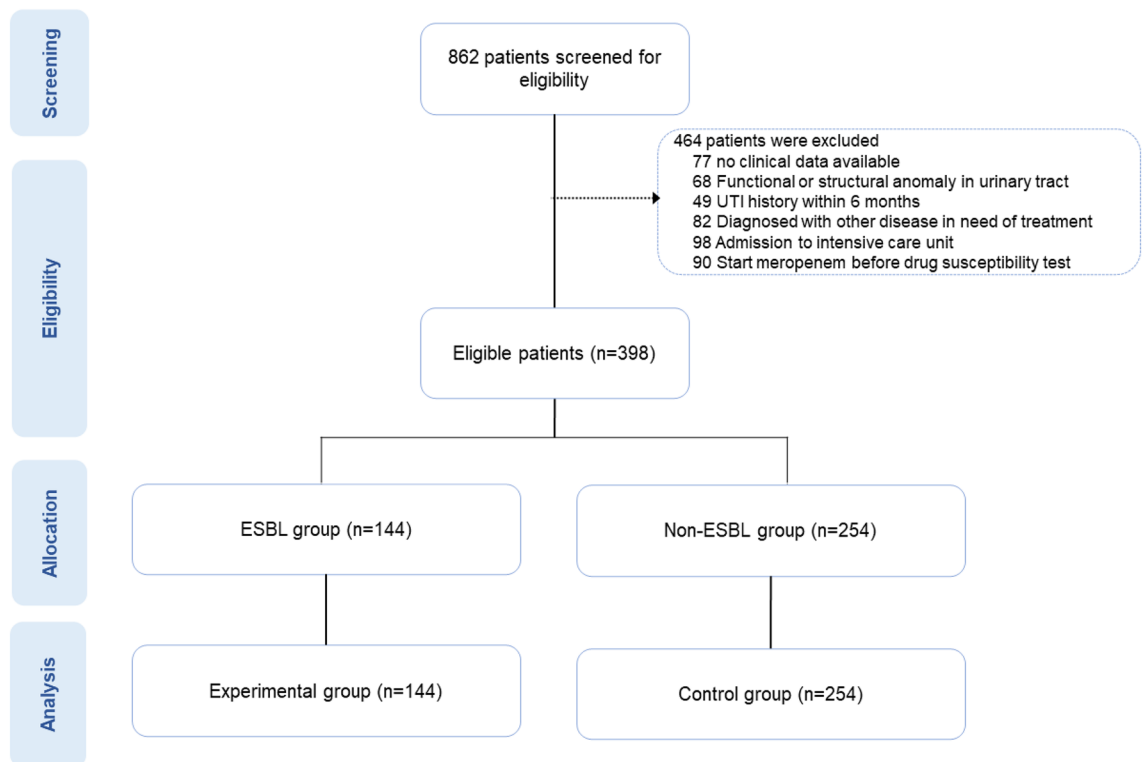 Screening
862 patients screened for
eligibility
464 patients were excluded
77 no clinical data available
68 Functional or structural anomaly in urinary tract
49 UTI history within 6 months
82 Diagnosed with other disease in need of treatment
98 Admission to intensive care unit
90 Start meropenem before drug susceptibility test
Eligibility
Eligible patients (n=398)
Allocation
ESBL group (n=144)
Non-ESBL group (n=254)
Analysis
Experimental group (n=144)
Control group (n=254)